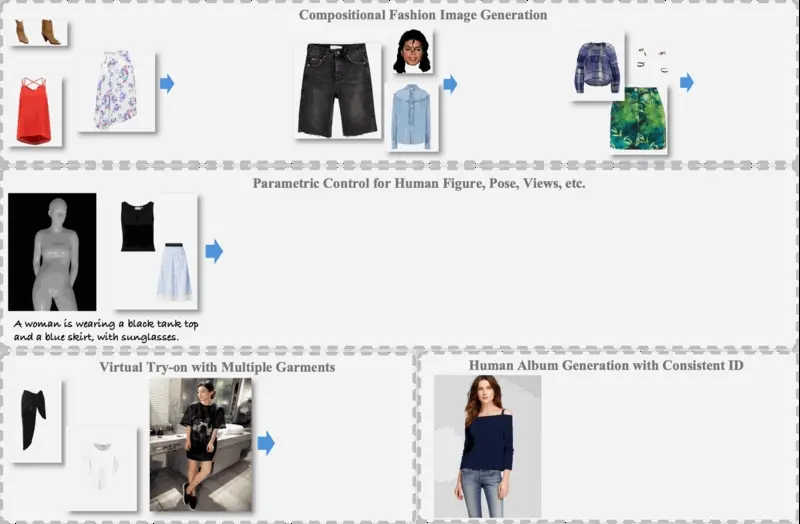 Compositional Fashion Image Generation
Parametric Control for Human Figure, Pose, Views, etc.
A woman is wearing a black tank top
and a blue skirt, with sunglasses.
Virtual Try-on with Multiple Garments
Human Album Generation with Consistent ID